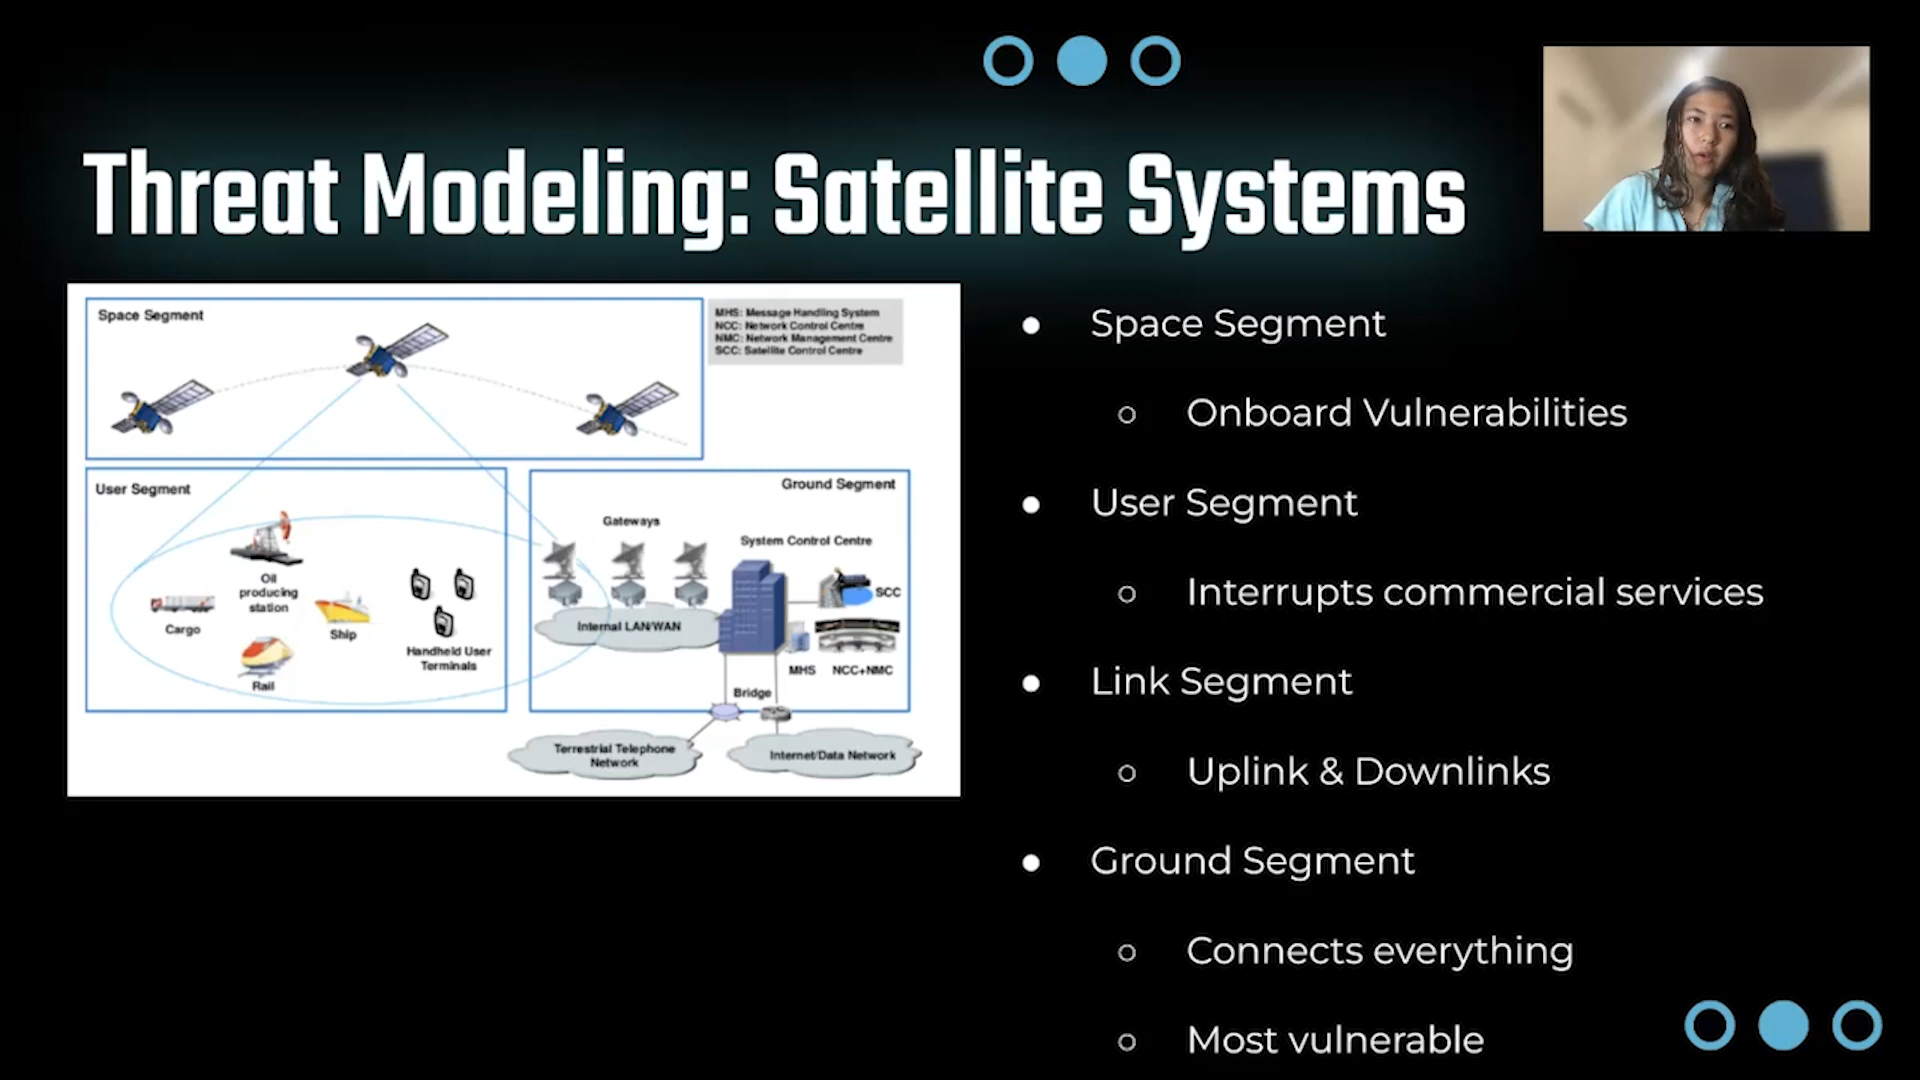 Threat Modeling: Satellite Systems
Space Segment
MHS: Message Handling System
NCC: Network Control Centre
NMC: Network Management Centre
SCC: Satellite Control Centre
User Segment
Oil
producing
station
Cargo
Ship
Rail
Handheld User
Terminals
Ground Segment
Gateways
System Control Centre
SCC
Internal LAN/WAN
MHS
NCC+NMC
Bridge
Terrestrial Telephone
Network
Internet/Data Network
Space Segment
Onboard Vulnerabilities
User Segment
Interrupts commercial services
Link Segment
Uplink & Downlinks
Ground Segment
Connects everything
Most vulnerable